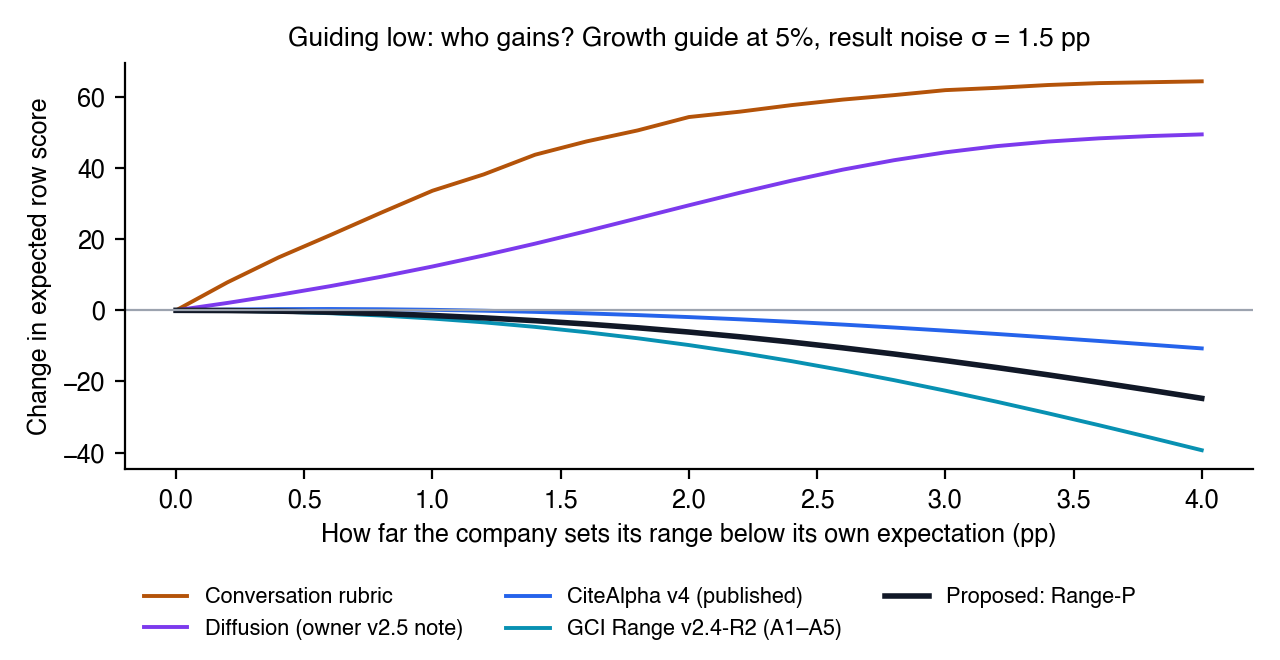 Guiding low: who gains? Growth guide at 5%, result noise σ = 1.5 pp
Change in expected row score
60
40
20
0
−20
−40
0.0 0.5 1.0 1.5 2.0 2.5 3.0 3.5 4.0
How far the company sets its range below its own expectation (pp)
Conversation rubric
Diffusion (owner v2.5 note)
CiteAlpha v4 (published)
GCI Range v2.4-R2 (A1–A5)
Proposed: Range-P